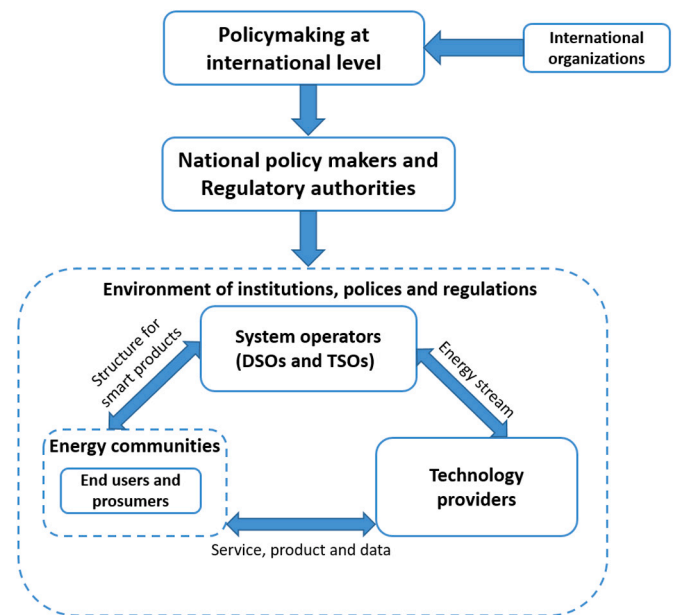 Policymaking at
international level
International
organizations
National policy makers and
Regulatory authorities
Environment of institutions, polices and regulations
System operators
(DSOs and TSOs)
Structure for
smart products
Energy stream
Energy communities
End users and
prosumers
Technology
providers
Service, product and data